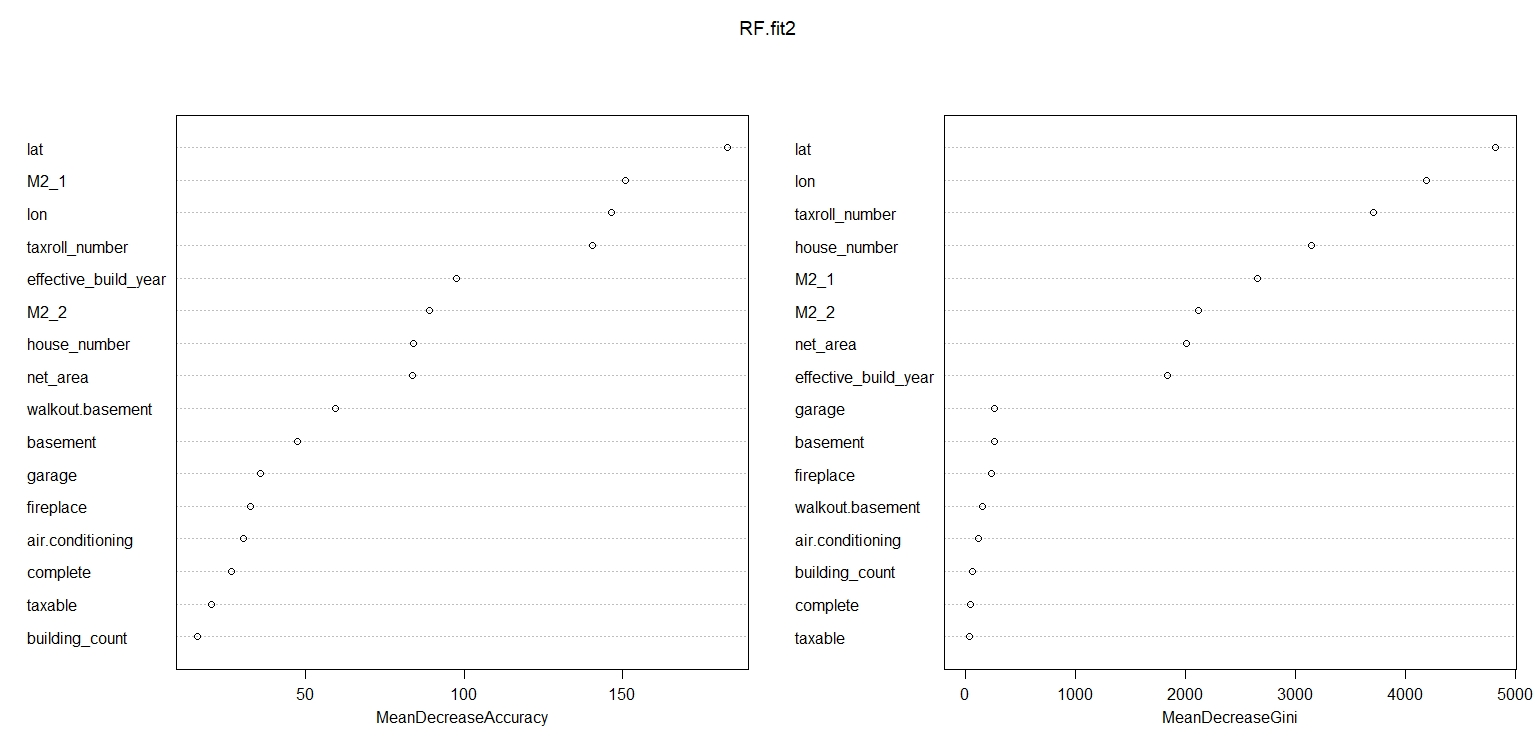 RF.fit2
lat
M2_1
lon
taxroll_number
effective_build_year
M2_2
house_number
net_area
walkout.basement
basement
garage
fireplace
air.conditioning
complete
taxable
building_count
50 100 150
MeanDecreaseAccuracy
lat
lon
taxroll_number
house_number
M2_1
M2_2
net_area
effective_build_year
garage
basement
fireplace
walkout.basement
air.conditioning
building_count
complete
taxable
0 1000 2000 3000 4000 5000
MeanDecreaseGini